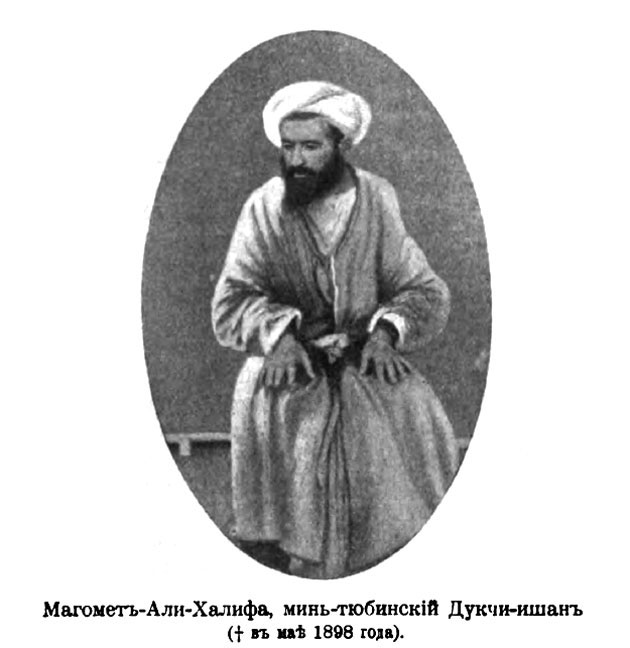 Магометъ-Али-Халифа, минь-тюбинскій Дукчи-ишанъ
(† въ маѣ 1898 года).